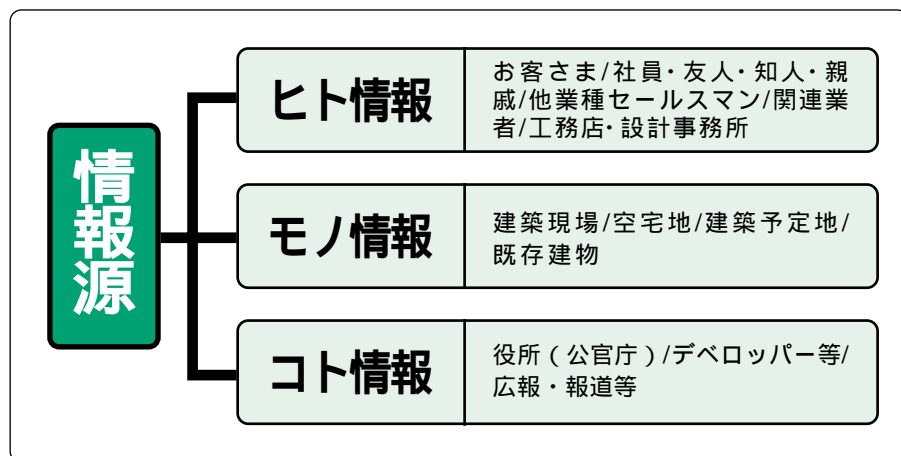 情報源
ヒト情報
お客さま/社員・友人・知人・親
戚/他業種セールスマン/関連業
者/工務店・設計事務所
モノ情報
建築現場/空宅地/建築予定地/
既存建物
コト情報
役所(公官庁)/デベロッパー等/
広報・報道等